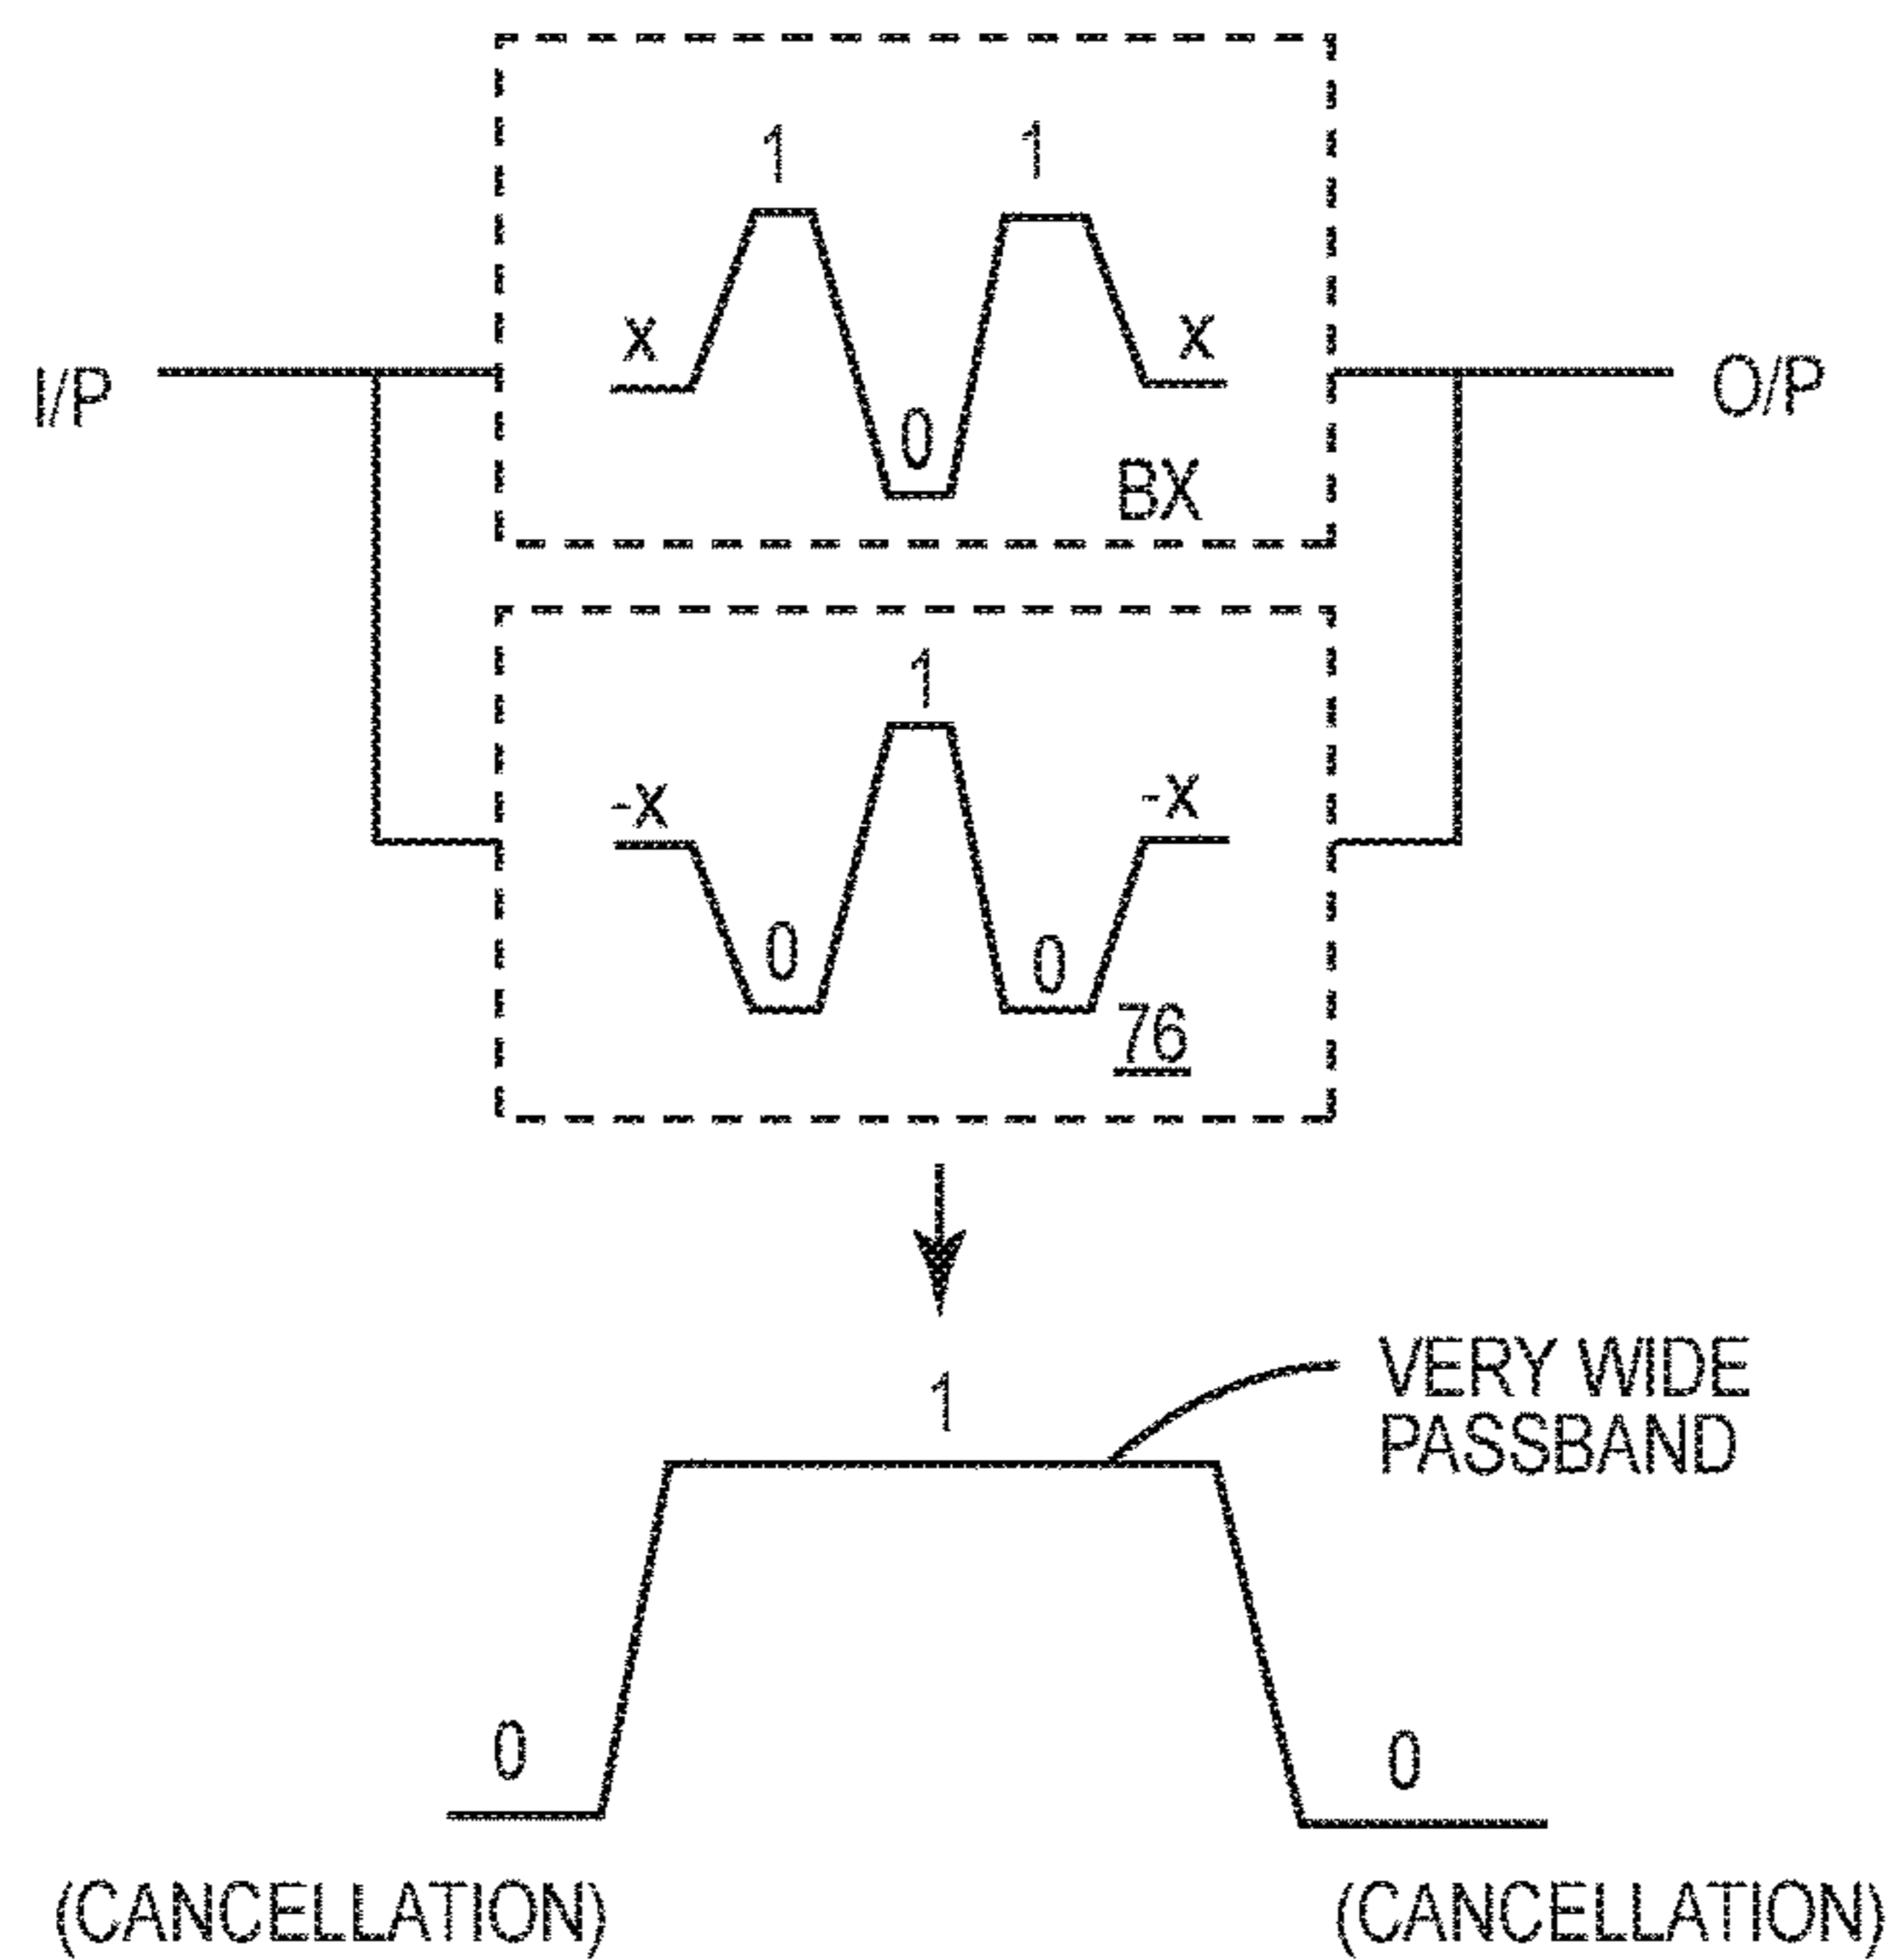 1 1
x x
I/P O/P
0
BX
1
-x -x
0 0
76
1
VERY WIDE
PASSBAND
0 0
(CANCELLATION) (CANCELLATION)